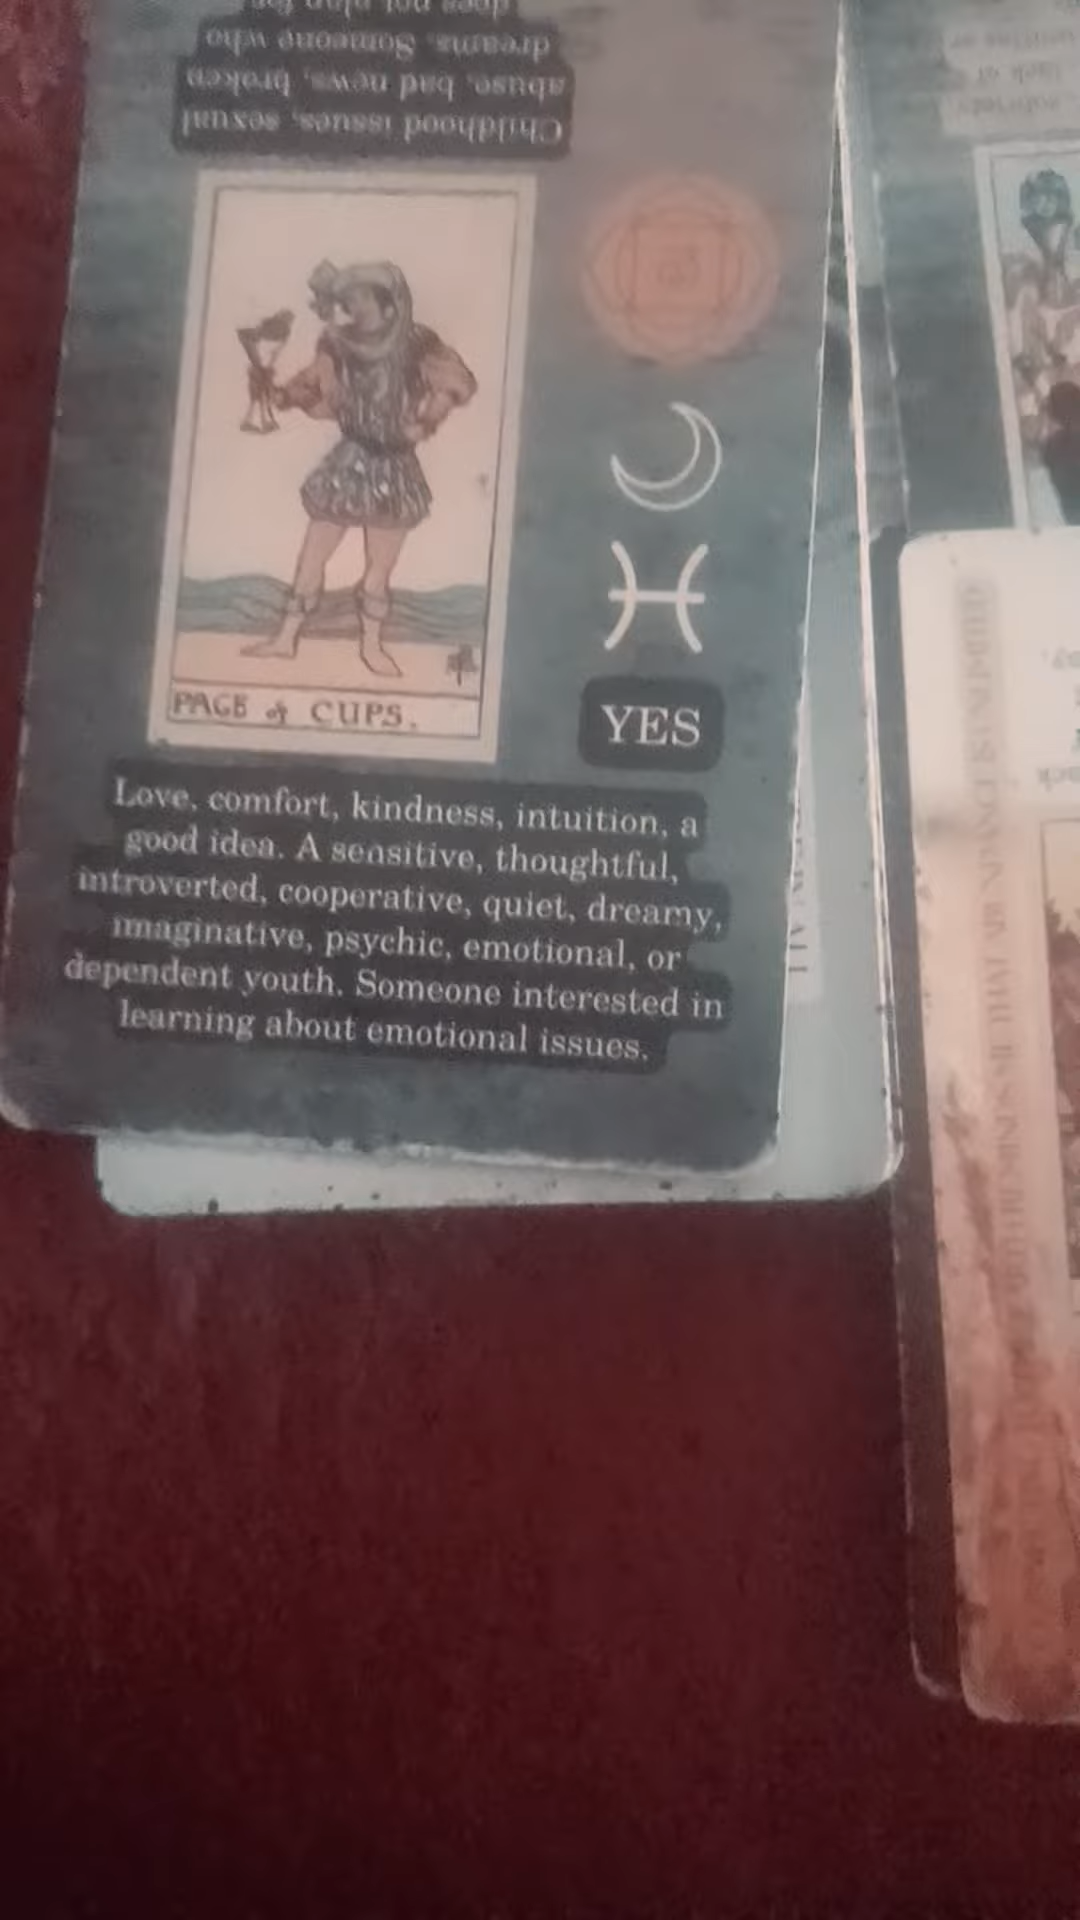 does not plan for
dreams. Someone who
abuse, bad news, broken
Childhood issues, sexual
PAGE of CUPS.
YES
Love, comfort, kindness, intuition, a
good idea. A sensitive, thoughtful,
introverted, cooperative, quiet, dreamy,
imaginative, psychic, emotional, or
dependent youth. Someone interested in
learning about emotional issues.
lack of